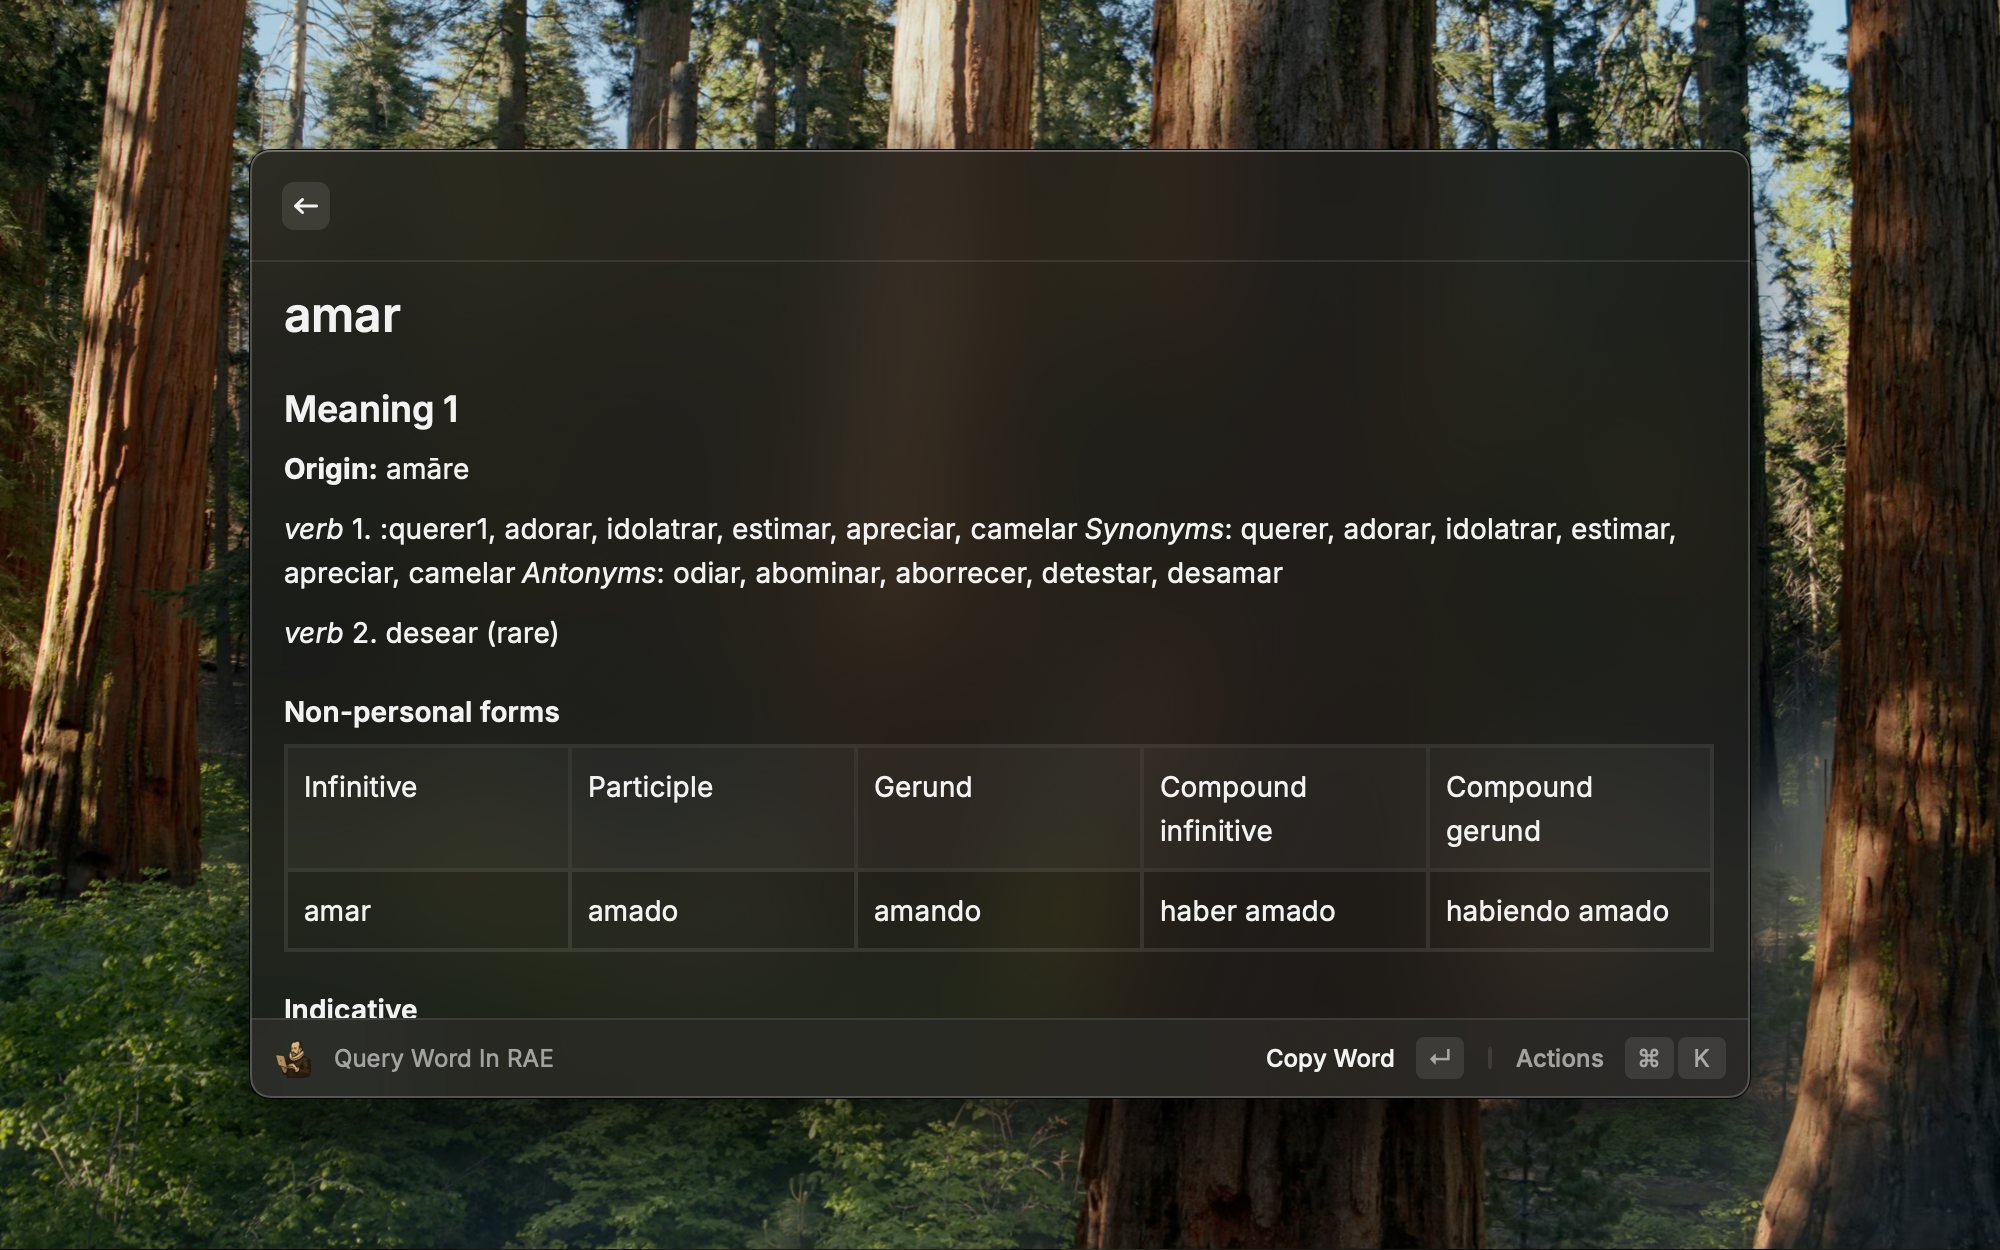 amar
Meaning 1
Origin: amāre
verb 1. :querer1, adorar, idolatrar, estimar, apreciar, camelar Synonyms: querer, adorar, idolatrar, estimar,
apreciar, camelar Antonyms: odiar, abominar, aborrecer, detestar, desamar
verb 2. desear (rare)
Non-personal forms
Infinitive Participle Gerund Compound infinitive Compound gerund
amar amado amando haber amado habiendo amado
Indicative
Query Word In RAE Copy Word ↵ Actions ⌘ K